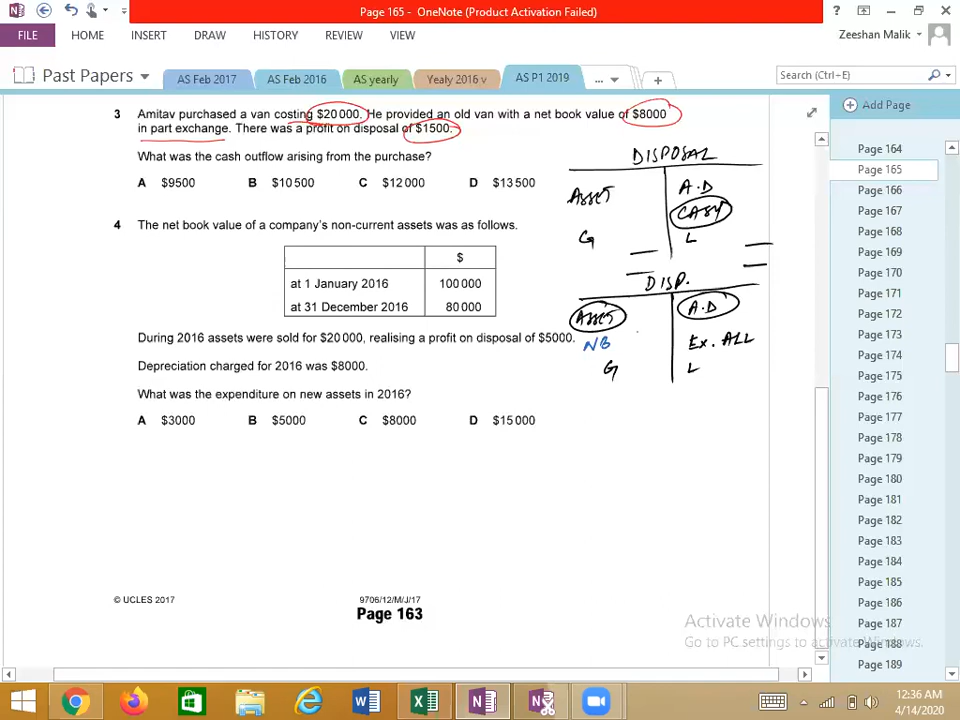 Page 165 - OneNote (Product Activation Failed)
FILE HOME INSERT DRAW HISTORY REVIEW VIEW Zeeshan Malik
Past Papers AS Feb 2017 AS Feb 2016 AS yearly Yealy 2016 v AS P1 2019 ... Search (Ctrl+E)
Add Page
3 Amitav purchased a van costing $20 000. He provided an old van with a net book value of $8000
in part exchange. There was a profit on disposal of $1500.
What was the cash outflow arising from the purchase?
A $9500 B $10 500 C $12 000 D $13 500
4 The net book value of a company's non-current assets was as follows.
$
at 1 January 2016 100 000
at 31 December 2016 80 000
During 2016 assets were sold for $20 000, realising a profit on disposal of $5000.
Depreciation charged for 2016 was $8000.
What was the expenditure on new assets in 2016?
A $3000 B $5000 C $8000 D $15 000
DISPOSAL
ASSET A.D
CASH
G L
DISP.
ASSET A.D
NB Ex. ALL
G L
© UCLES 2017 9706/12/M/J/17
Page 163
Page 164
Page 165
Page 166
Page 167
Page 168
Page 169
Page 170
Page 171
Page 172
Page 173
Page 174
Page 175
Page 176
Page 177
Page 178
Page 179
Page 180
Page 181
Page 182
Page 183
Page 184
Page 185
Page 186
Page 187
Page 188
Page 189
Activate Windows
Go to PC settings to activate Windows.
12:36 AM
4/14/2020